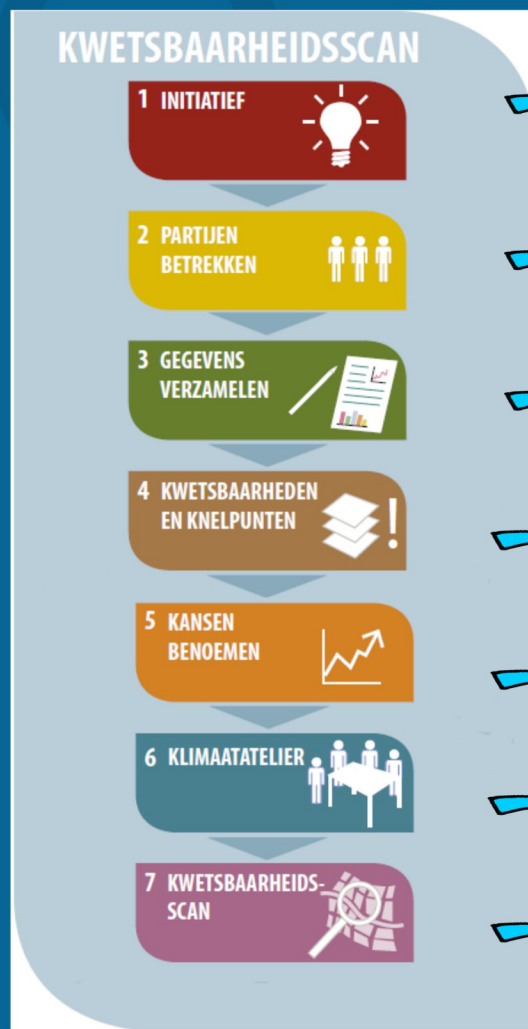 KWETSBAARHEIDSSCAN
1 INITIATIEF
2 PARTIJEN
BETREKKEN
3 GEGEVENS
VERZAMELEN
4 KWETSBAARHEDEN
EN KNELPUNTEN
5 KANSEN
BENOEMEN
6 KLIMAATATELIER
7 KWETSBAARHEIDS-
SCAN